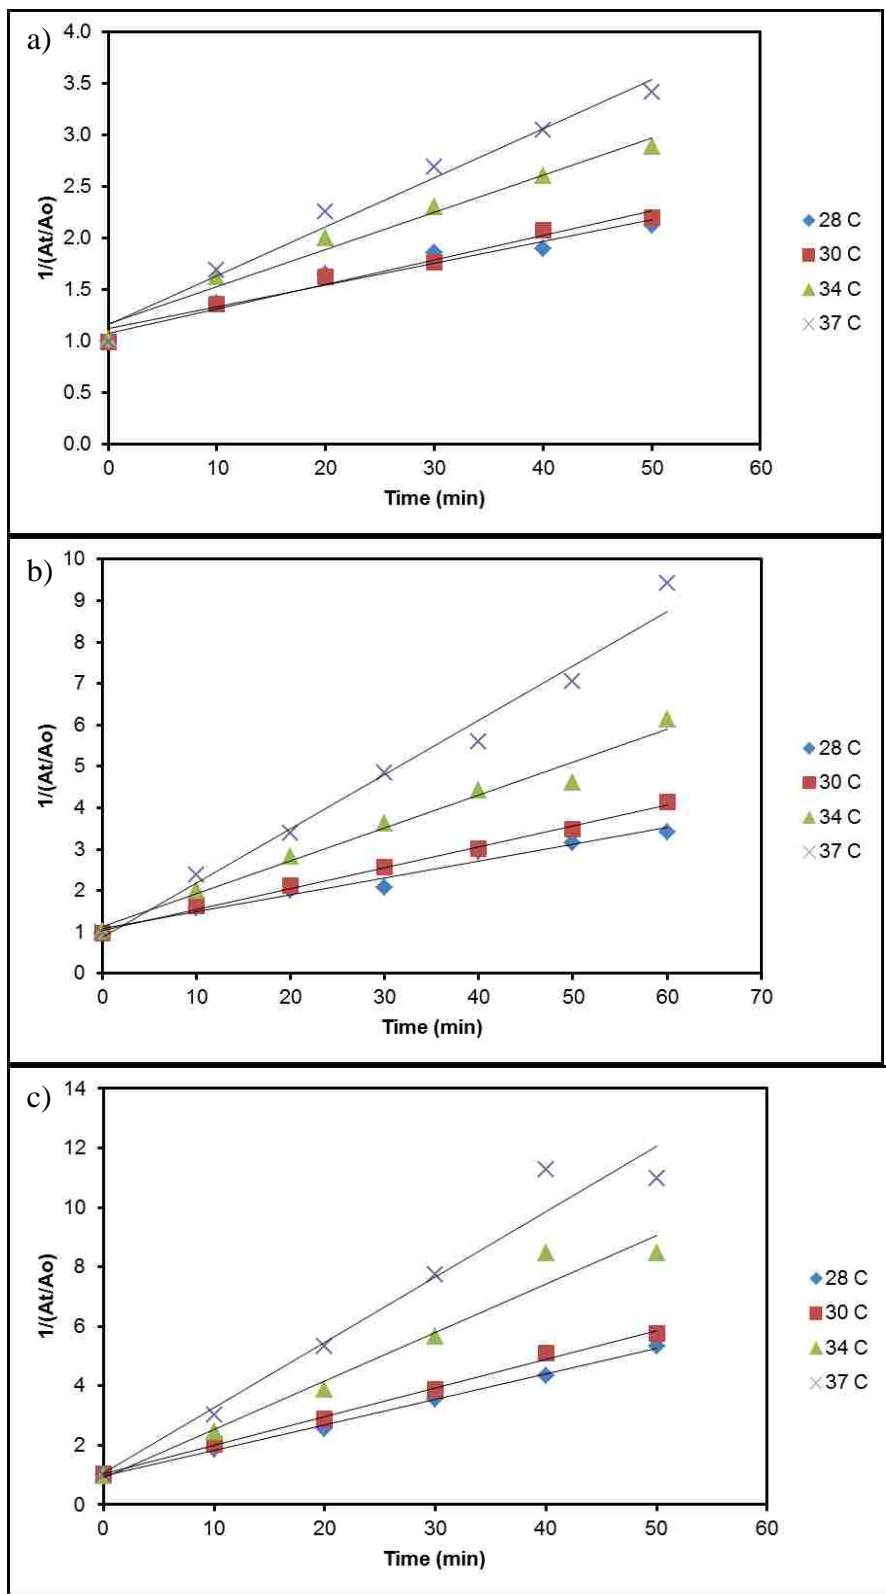 a)
4.0
3.5
3.0
2.5
2.0
1.5
1.0
0.5
0.0
1/(At/Ao)
0 10 20 30 40 50 60
Time (min)
28 C
30 C
34 C
37 C
b)
10
9
8
7
6
5
4
3
2
1
0
1/(At/Ao)
0 10 20 30 40 50 60 70
Time (min)
28 C
30 C
34 C
37 C
c)
14
12
10
8
6
4
2
0
1/(At/Ao)
0 10 20 30 40 50 60
Time (min)
28 C
30 C
34 C
37 C